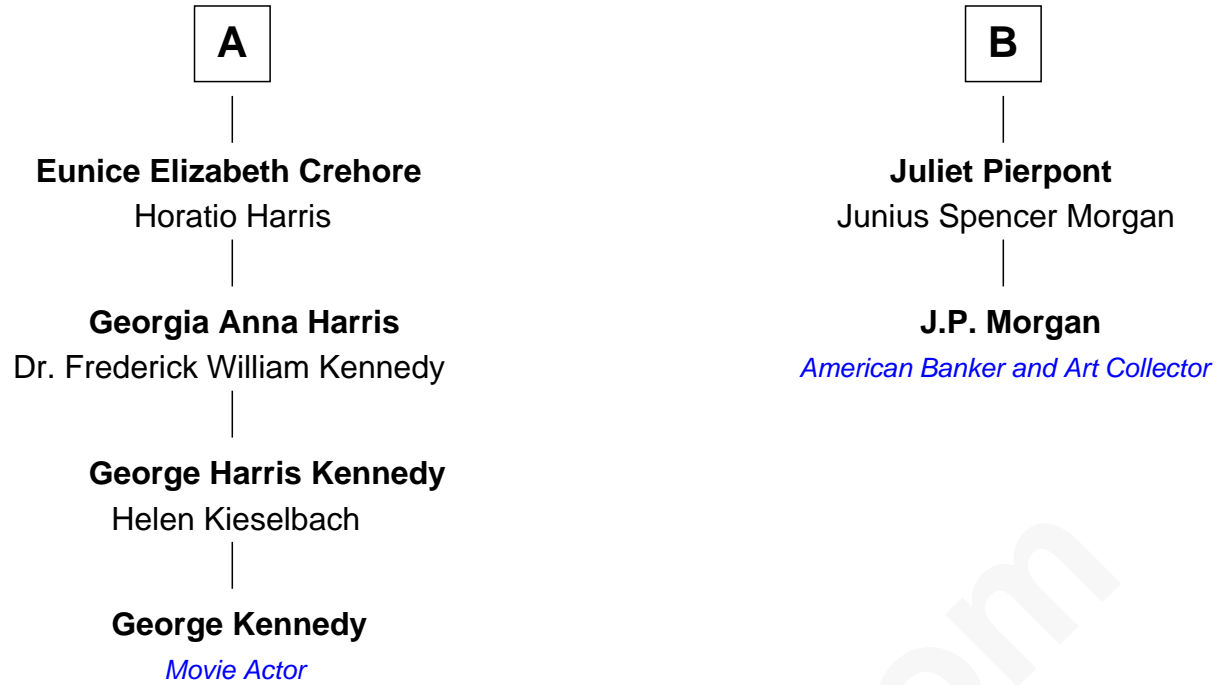 A
Eunice Elizabeth Crehore
Horatio Harris
Georgia Anna Harris
Dr. Frederick William Kennedy
George Harris Kennedy
Helen Kieselbach
George Kennedy
Movie Actor
B
Juliet Pierpont
Junius Spencer Morgan
J.P. Morgan
American Banker and Art Collector
om